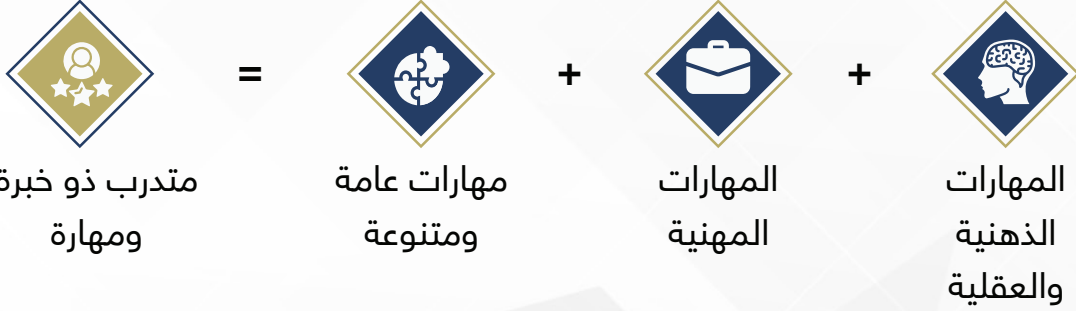 المهارات
الذهنية
والعقلية
+
المهارات
المهنية
+
مهارات عامة
ومتنوعة
=
متدرب ذو خبرة
ومهارة